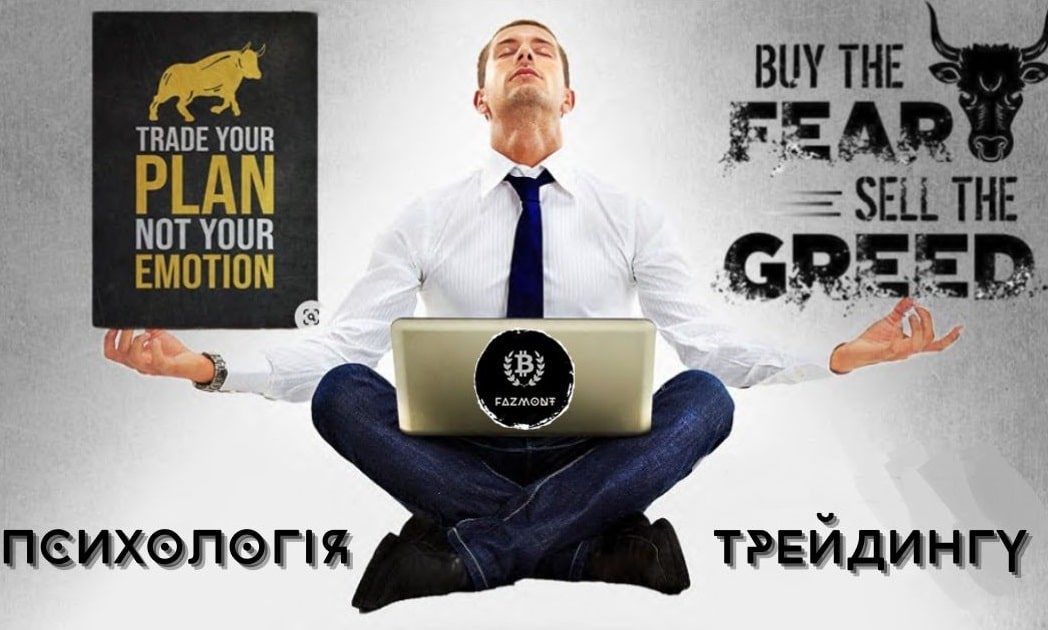 TRADE YOUR
PLAN
NOT YOUR
EMOTION
BUY THE
FEAR
SELL THE
GREED
B
FAZMONT
ПСИХОЛОГІЯ
ТРЕЙДИНГУ